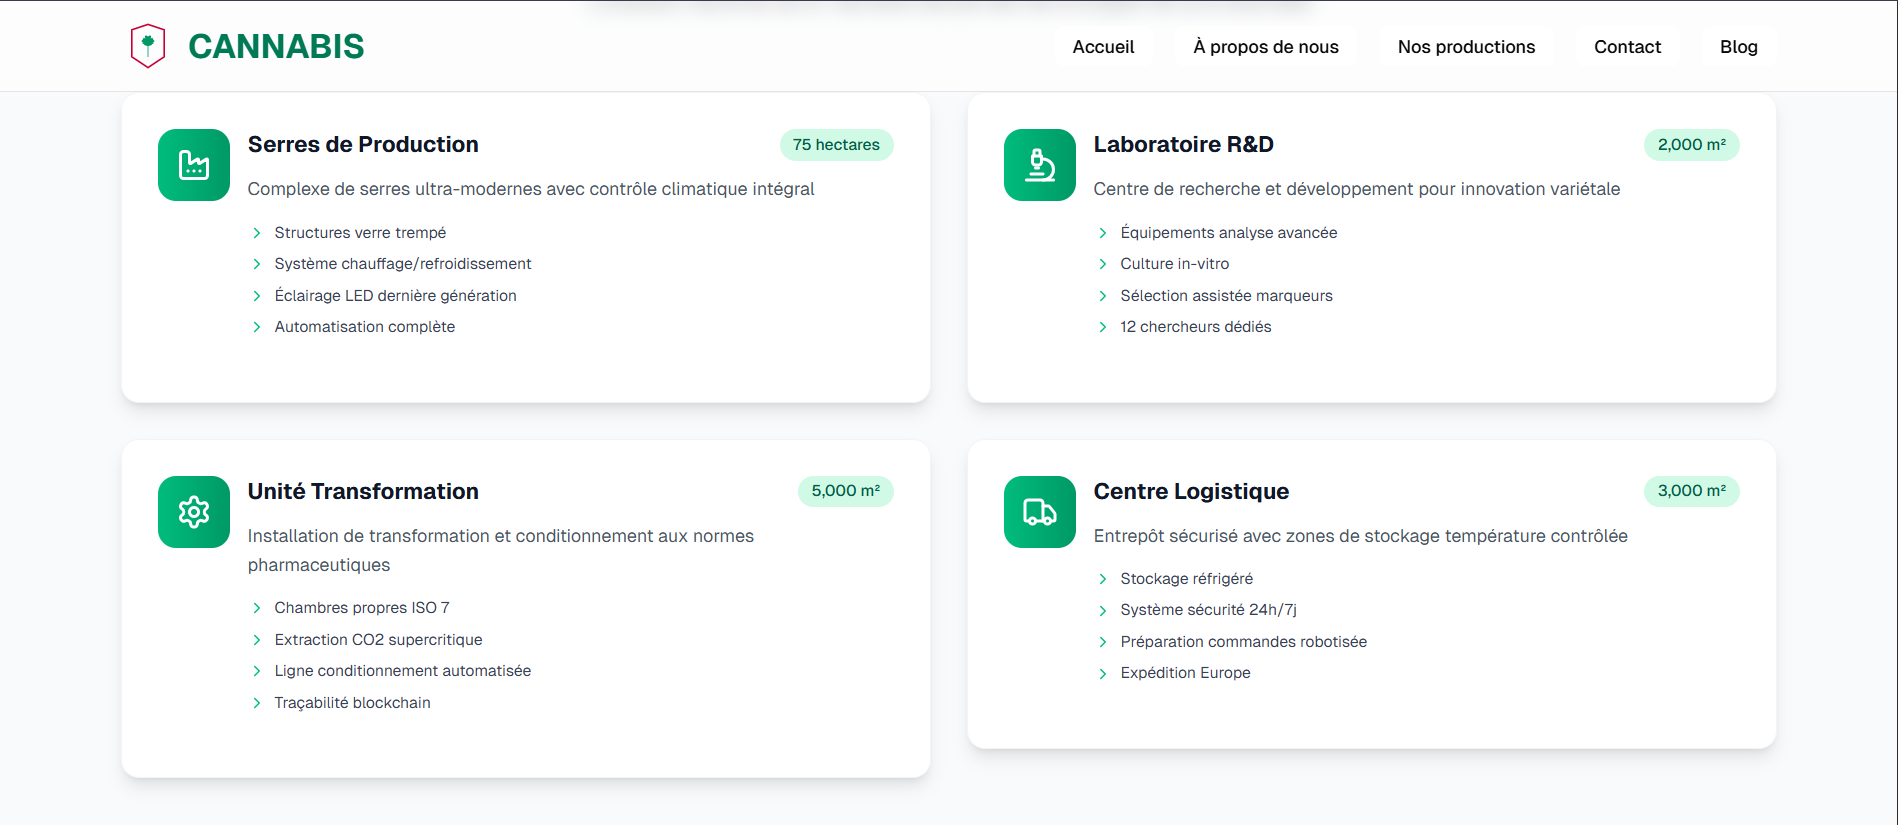 CANNABIS
Accueil
À propos de nous
Nos productions
Contact
Blog
Serres de Production
75 hectares
Complexe de serres ultra-modernes avec contrôle climatique intégral
Structures verre trempé
Système chauffage/refroidissement
Éclairage LED dernière génération
Automatisation complète
Laboratoire R&D
2,000 m²
Centre de recherche et développement pour innovation variétale
Équipements analyse avancée
Culture in-vitro
Sélection assistée marqueurs
12 chercheurs dédiés
Unité Transformation
5,000 m²
Installation de transformation et conditionnement aux normes
pharmaceutiques
Chambres propres ISO 7
Extraction CO2 supercritique
Ligne conditionnement automatisée
Traçabilité blockchain
Centre Logistique
3,000 m²
Entrepôt sécurisé avec zones de stockage température contrôlée
Stockage réfrigéré
Système sécurité 24h/7j
Préparation commandes robotisée
Expédition Europe